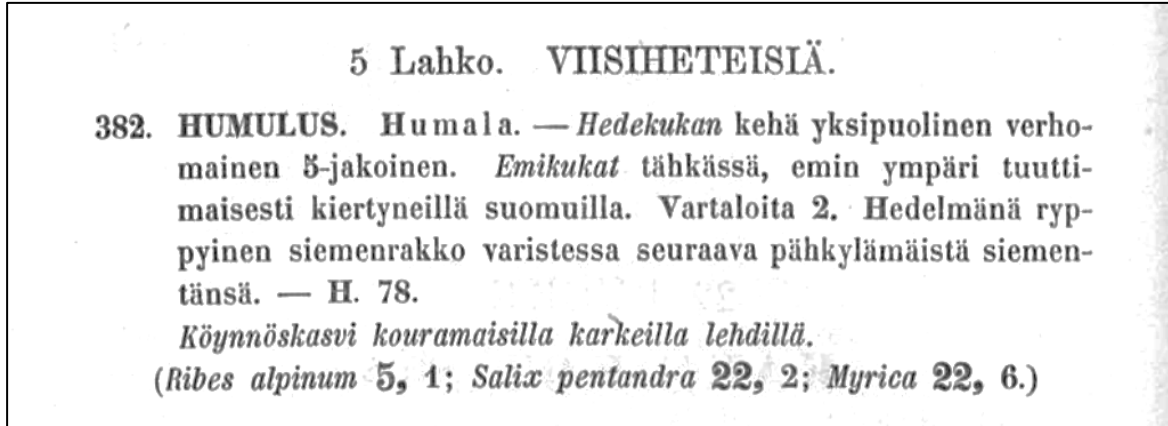 5 Lahko. VIISIHETEISIÄ.
382. HUMULUS. Humala. — Hedekukan kehä yksipuolinen verho-
mainen 5-jakoinen. Emikukat tähkässä, emin ympäri tuutti-
maisesti kiertyneillä suomuilla. Vartaloita 2. Hedelmänä ryp-
pyinen siemenrakko varistessa seuraava pähkylämäistä siemen-
tänsä. — H. 78.
Köynnöskasvi kouramaisilla karkeilla lehdillä.
(Ribes alpinum 5, 1; Salix pentandra 22, 2; Myrica 22, 6.)